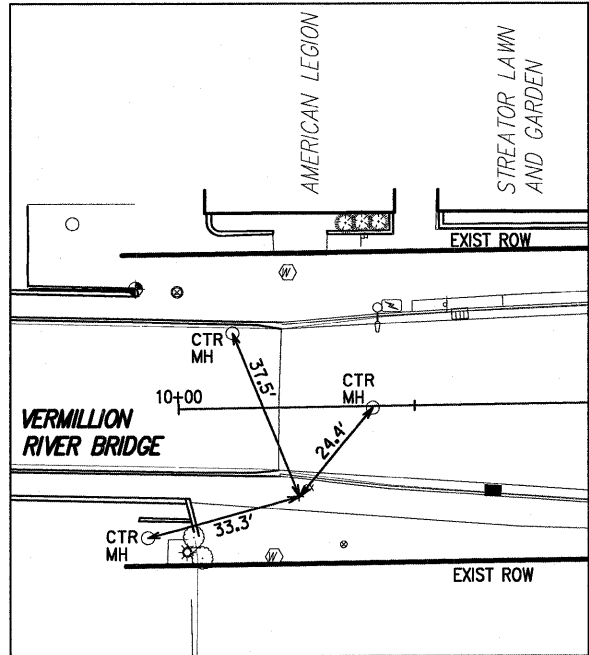 AMERICAN LEGION
STREATOR LAWN
AND GARDEN
EXIST ROW
W
CTR
MH
37.5'
CTR
MH
10+00
24.4'
VERMILLION
RIVER BRIDGE
33.3'
CTR
MH
W
EXIST ROW